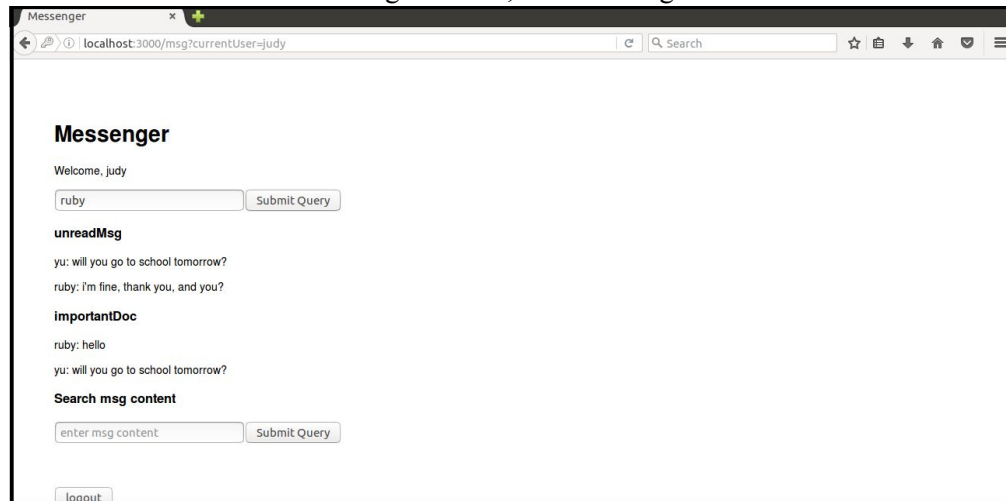 Messenger
localhost:3000/msg?currentUser=judy
Search
Messenger
Welcome, judy
ruby
Submit Query
unreadMsg
yu: will you go to school tomorrow?
ruby: i'm fine, thank you, and you?
importantDoc
ruby: hello
yu: will you go to school tomorrow?
Search msg content
enter msg content
Submit Query
logout